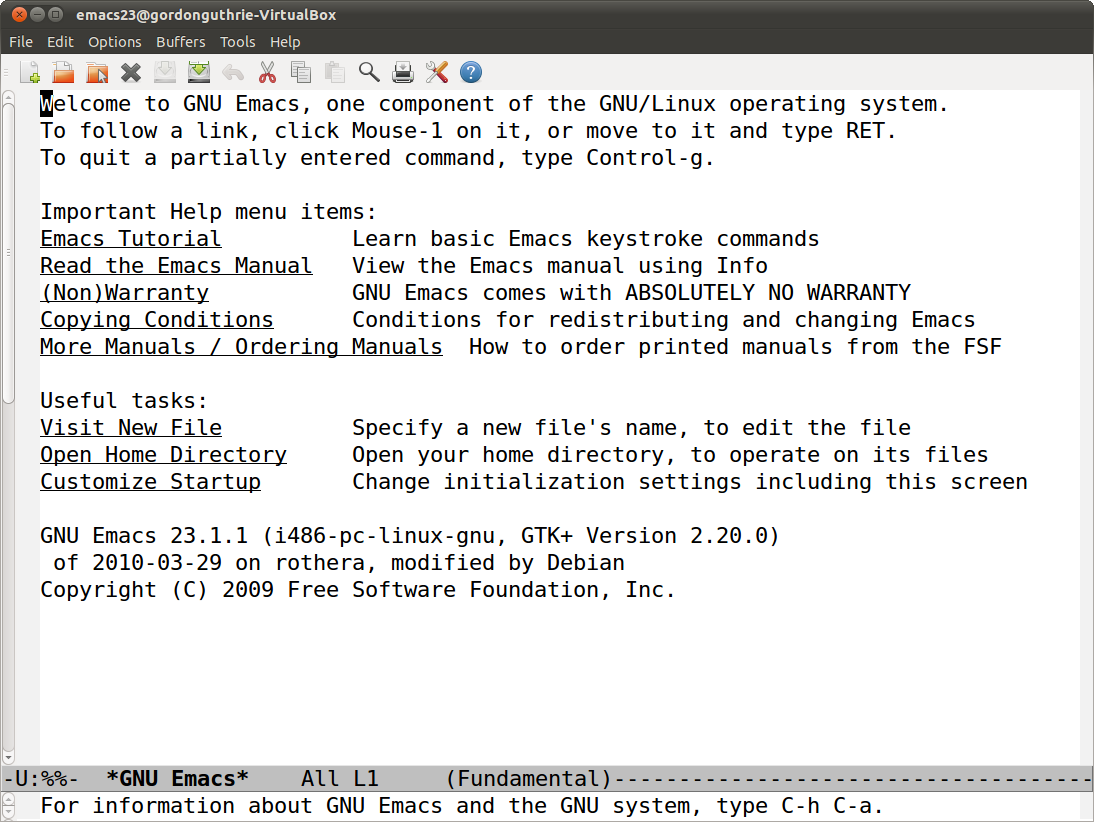 emacs23@gordonguthrie-VirtualBox
File Edit Options Buffers Tools Help
Welcome to GNU Emacs, one component of the GNU/Linux operating system.
To follow a link, click Mouse-1 on it, or move to it and type RET.
To quit a partially entered command, type Control-g.
Important Help menu items:
Emacs Tutorial Learn basic Emacs keystroke commands
Read the Emacs Manual View the Emacs manual using Info
(Non)Warranty GNU Emacs comes with ABSOLUTELY NO WARRANTY
Copying Conditions Conditions for redistributing and changing Emacs
More Manuals / Ordering Manuals How to order printed manuals from the FSF
Useful tasks:
Visit New File Specify a new file's name, to edit the file
Open Home Directory Open your home directory, to operate on its files
Customize Startup Change initialization settings including this screen
GNU Emacs 23.1.1 (i486-pc-linux-gnu, GTK+ Version 2.20.0)
of 2010-03-29 on rothera, modified by Debian
Copyright (C) 2009 Free Software Foundation, Inc.
-U:%%- *GNU Emacs* All L1 (Fundamental)-------------------------------------
For information about GNU Emacs and the GNU system, type C-h C-a.